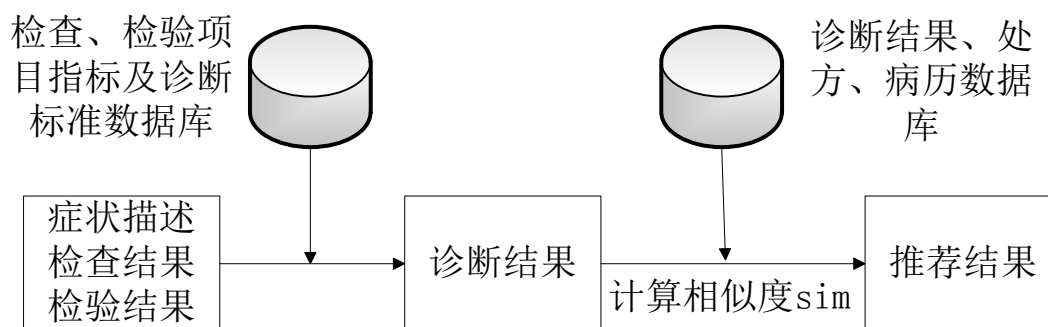 检查、检验项
目指标及诊断
标准数据库
诊断结果、处
方、病历数据
库
症状描述
检查结果
检验结果
诊断结果
计算相似度sim
推荐结果